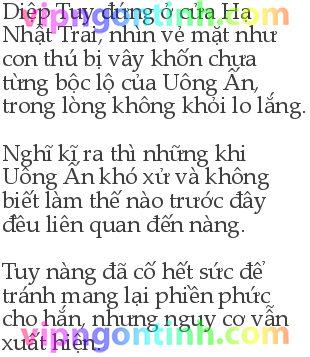 Diệp Tuy đứng ở cửa Hạ
Nhật Trai, nhìn vẻ mặt như
con thú bị vây khốn chưa
từng bộc lộ của Uông Ấn,
trong lòng không khỏi lo lắng.
Nghĩ kĩ ra thì những khi
Uông Ấn khó xử và không
biết làm thế nào trước đây
đều liên quan đến nàng.
Tuy nàng đã cố hết sức để
tránh mang lại phiền phức
cho hắn, nhưng nguy cơ vẫn
xuất hiện.
vipngontinh.com
vipngontinh.com